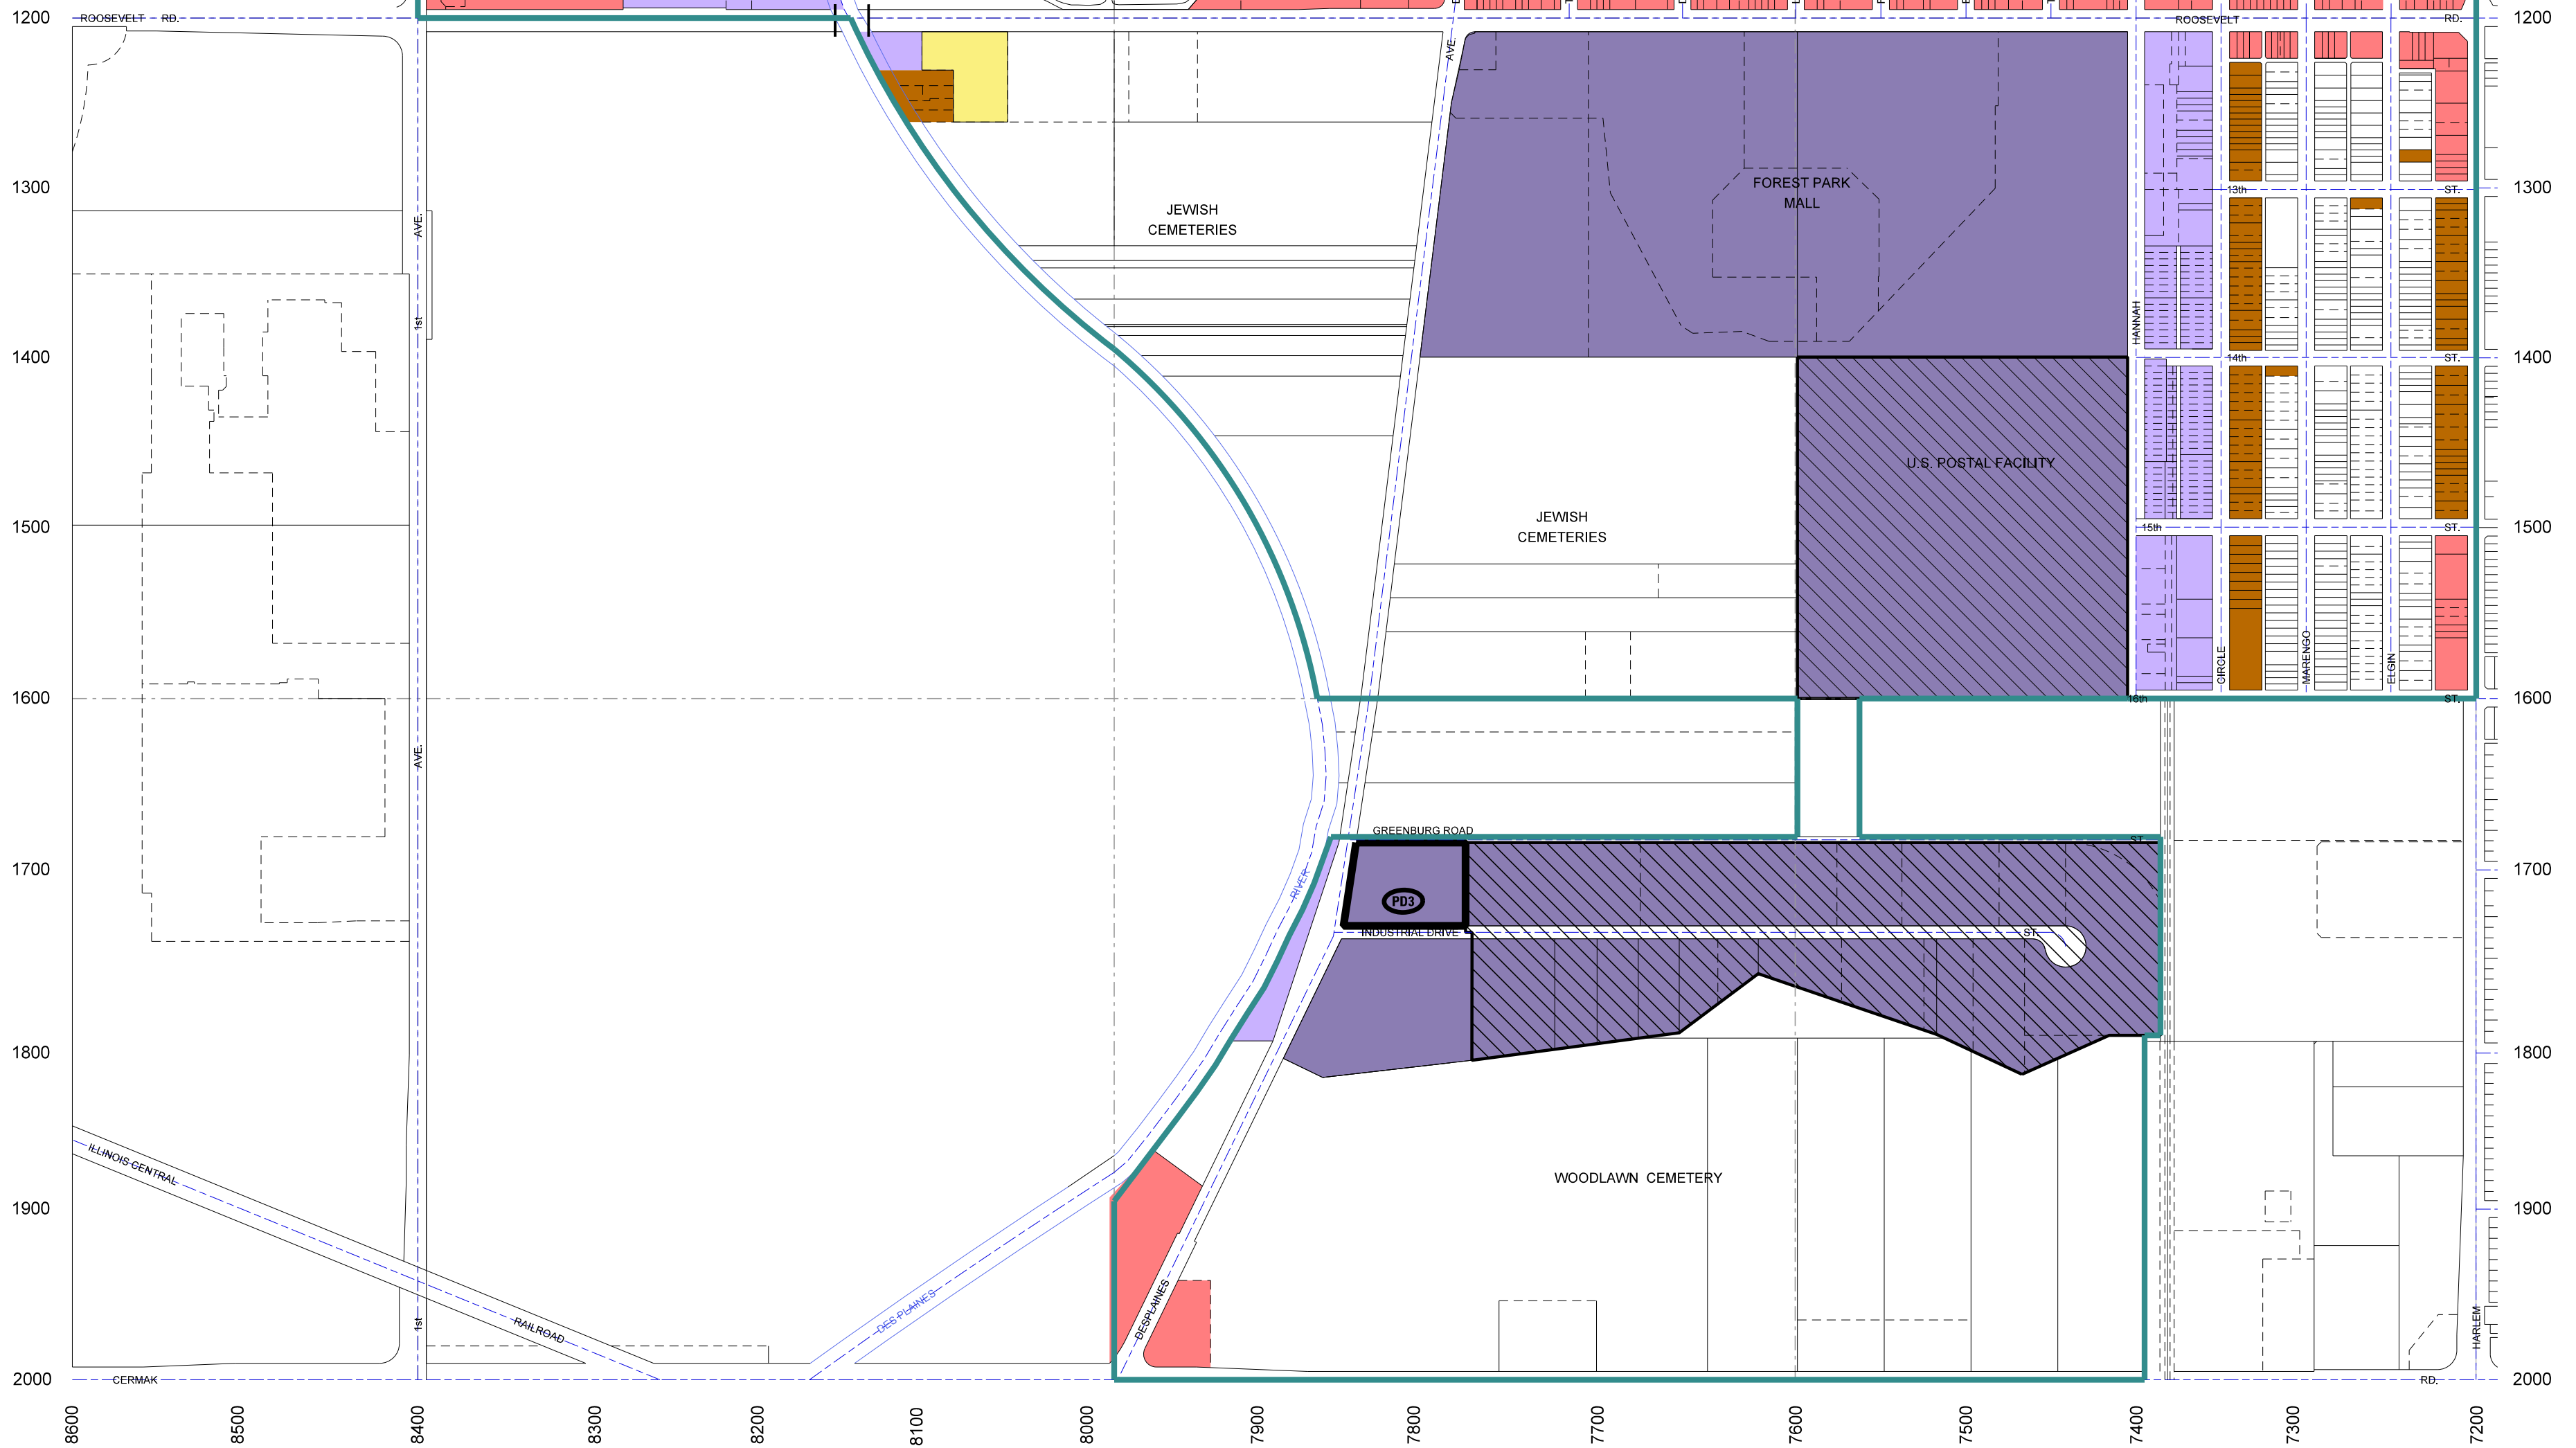 1200
ROOSEVELT RD.
ROOSEVELT RD.
1200
AVE.
1300
FOREST PARK
MALL
13th ST.
1300
JEWISH
CEMETERIES
AVE.
1st
HANNAH
1400
14th ST.
1400
U.S. POSTAL FACILITY
1500
JEWISH
CEMETERIES
15th ST.
1500
CIRCLE
MARENGO
ELGIN
1600
16th ST.
1600
AVE.
GREENBURG ROAD
ST.
1700
RIVER
PD3
1700
INDUSTRIAL DRIVE ST.
1800
1800
ILLINOIS CENTRAL
WOODLAWN CEMETERY
1900
1900
1st
RAILROAD
DES PLAINES
DESPLAINES
HARLEM
2000
CERMAK
RD.
2000
8600
8500
8400
8300
8200
8100
8000
7900
7800
7700
7600
7500
7400
7300
7200